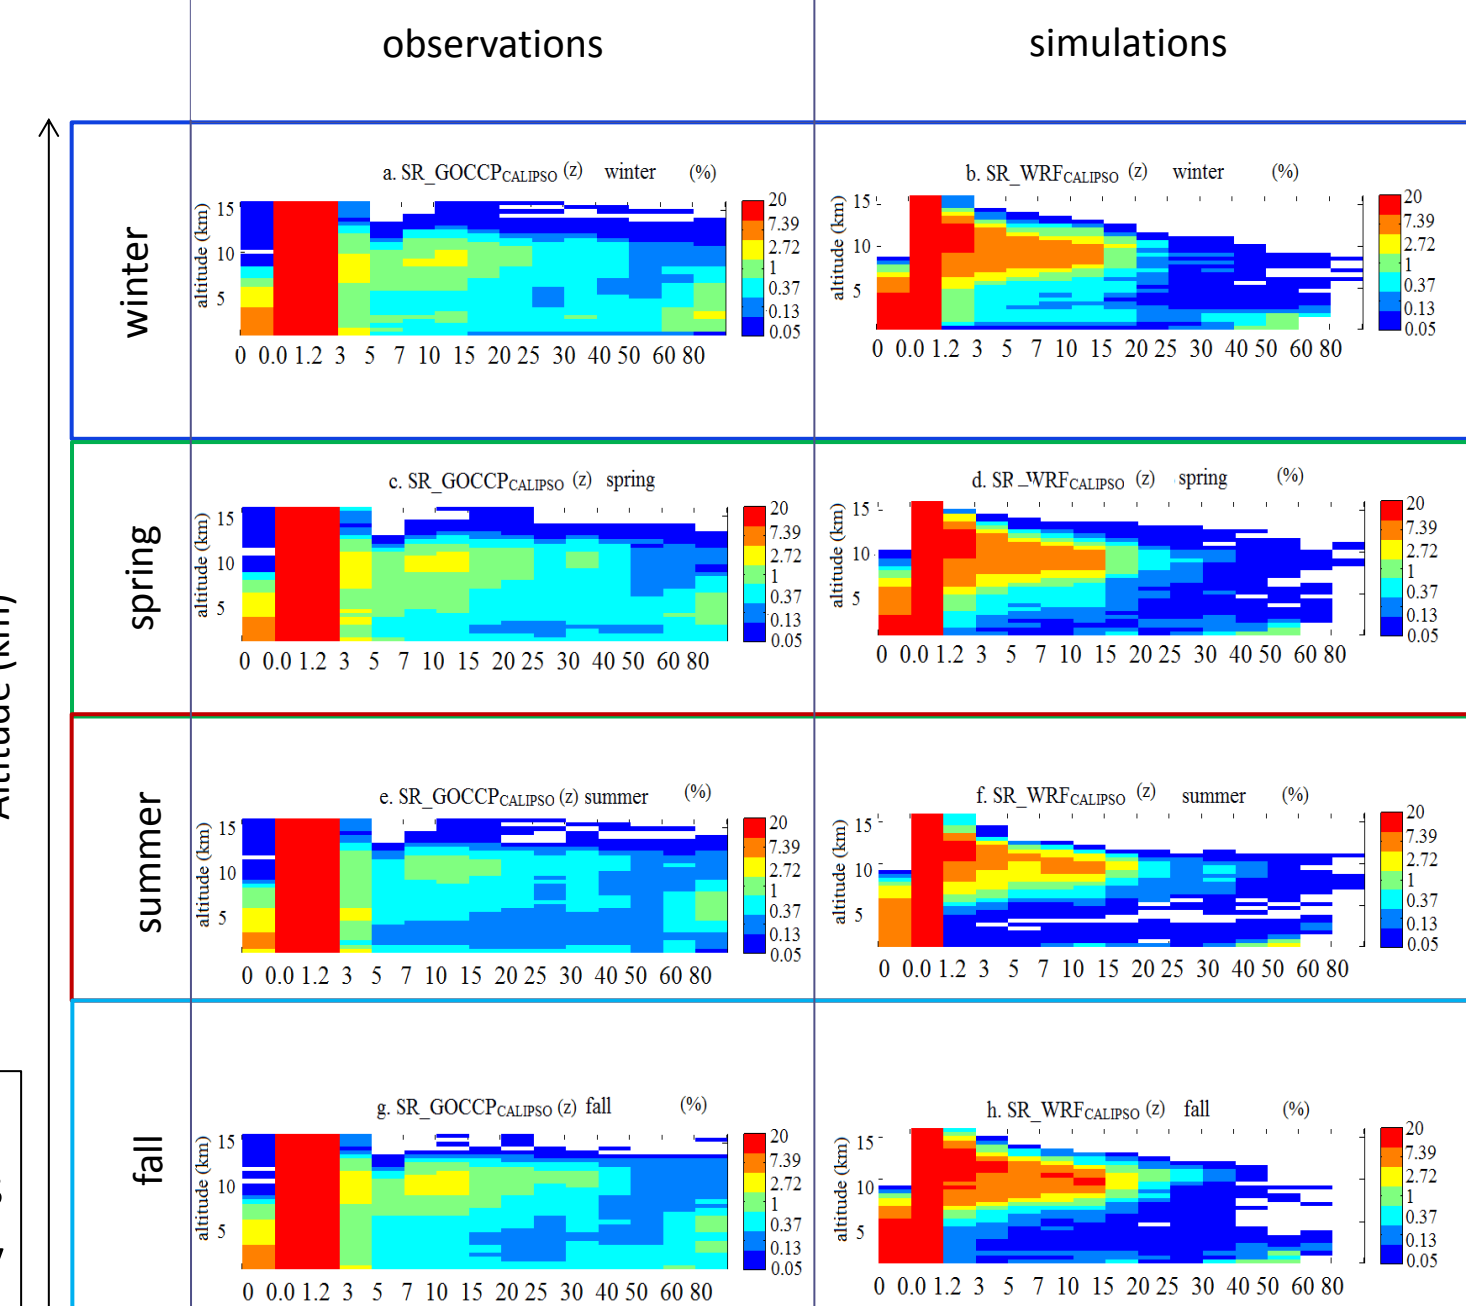 observations simulations
winter
a. SR_GOCCPCALIPSO (z) winter (%)
altitude (km)
15
10
5
0 0.0 1.2 3 5 7 10 15 20 25 30 40 50 60 80
20
7.39
2.72
1
0.37
0.13
0.05
b. SR_WRFCALIPSO (z) winter (%)
altitude (km)
15
10
5
0 0.0 1.2 3 5 7 10 15 20 25 30 40 50 60 80
20
7.39
2.72
1
0.37
0.13
0.05
spring
c. SR_GOCCPCALIPSO (z) spring
altitude (km)
15
10
5
0 0.0 1.2 3 5 7 10 15 20 25 30 40 50 60 80
20
7.39
2.72
1
0.37
0.13
0.05
d. SR_WRFCALIPSO (z) spring (%)
altitude (km)
15
10
5
0 0.0 1.2 3 5 7 10 15 20 25 30 40 50 60 80
20
7.39
2.72
1
0.37
0.13
0.05
Altitude (km)
summer
e. SR_GOCCPCALIPSO (z) summer (%)
altitude (km)
15
10
5
0 0.0 1.2 3 5 7 10 15 20 25 30 40 50 60 80
20
7.39
2.72
1
0.37
0.13
0.05
f. SR_WRFCALIPSO (z) summer (%)
altitude (km)
15
10
5
0 0.0 1.2 3 5 7 10 15 20 25 30 40 50 60 80
20
7.39
2.72
1
0.37
0.13
0.05
fall
g. SR_GOCCPCALIPSO (z) fall (%)
altitude (km)
15
10
5
0 0.0 1.2 3 5 7 10 15 20 25 30 40 50 60 80
20
7.39
2.72
1
0.37
0.13
0.05
h. SR_WRFCALIPSO (z) fall (%)
altitude (km)
15
10
5
0 0.0 1.2 3 5 7 10 15 20 25 30 40 50 60 80
20
7.39
2.72
1
0.37
0.13
0.05